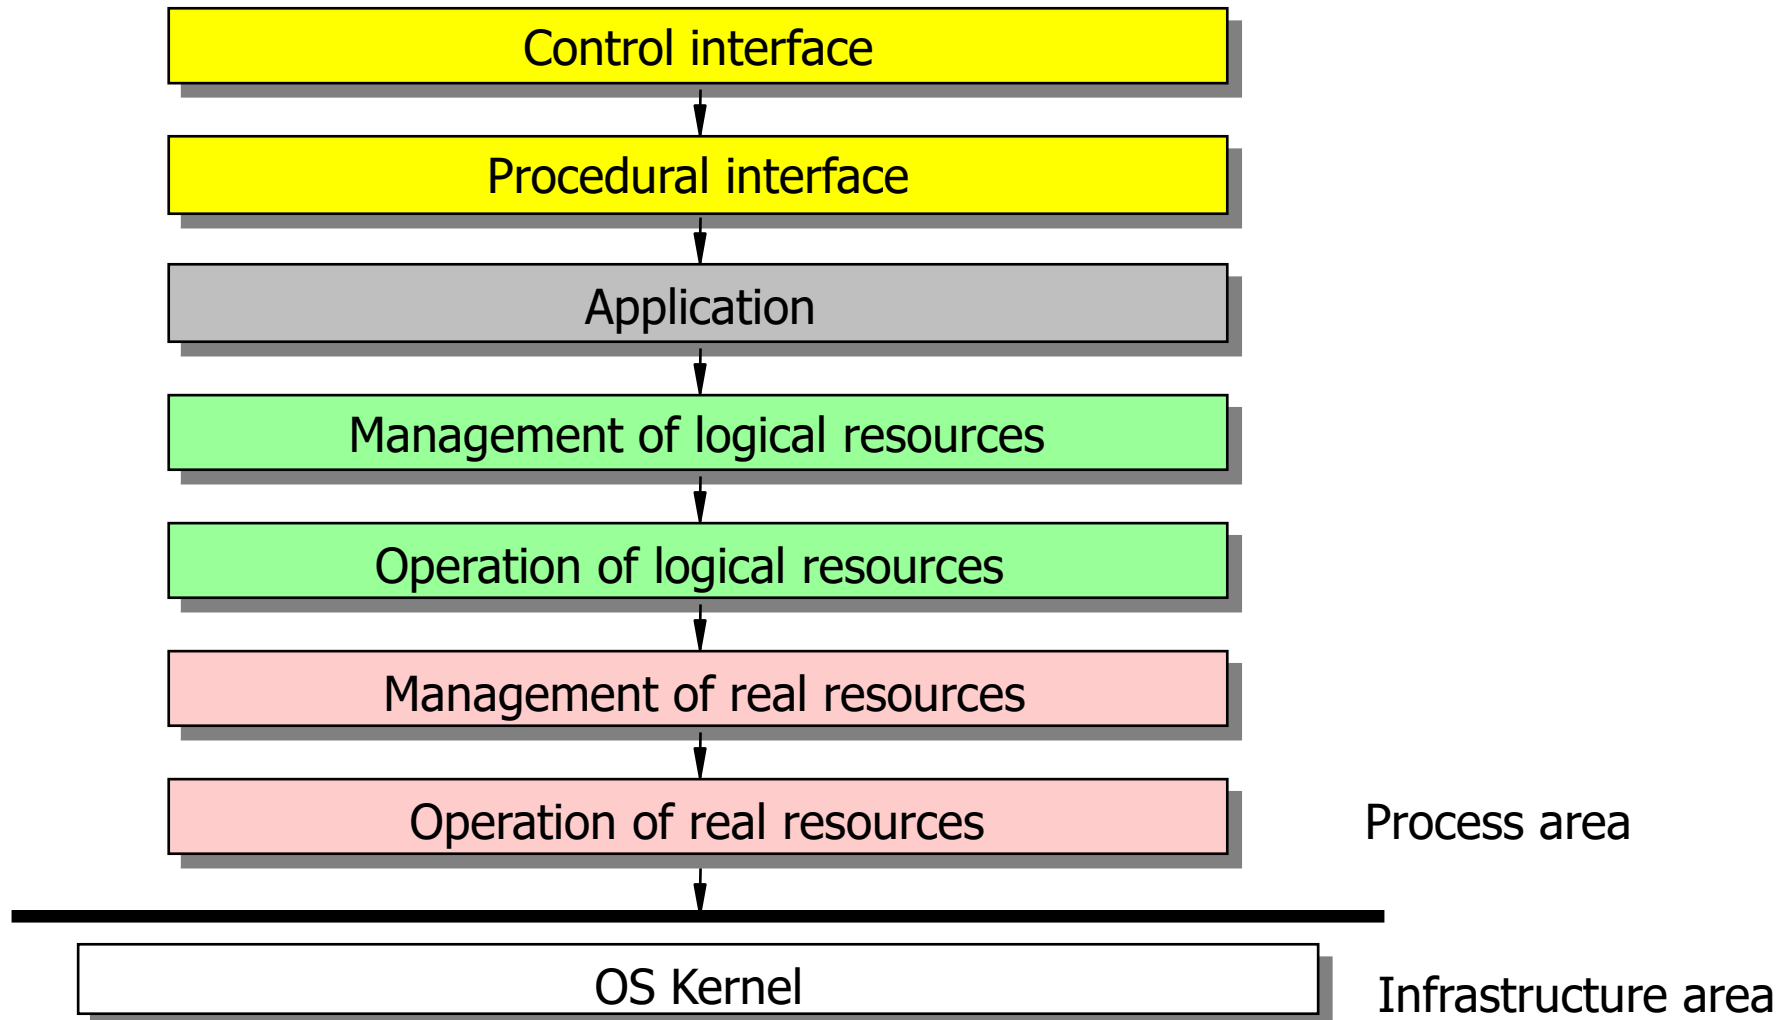 Control interface
Procedural interface
Application
Management of logical resources
Operation of logical resources
Management of real resources
Operation of real resources
Process area
OS Kernel
Infrastructure area